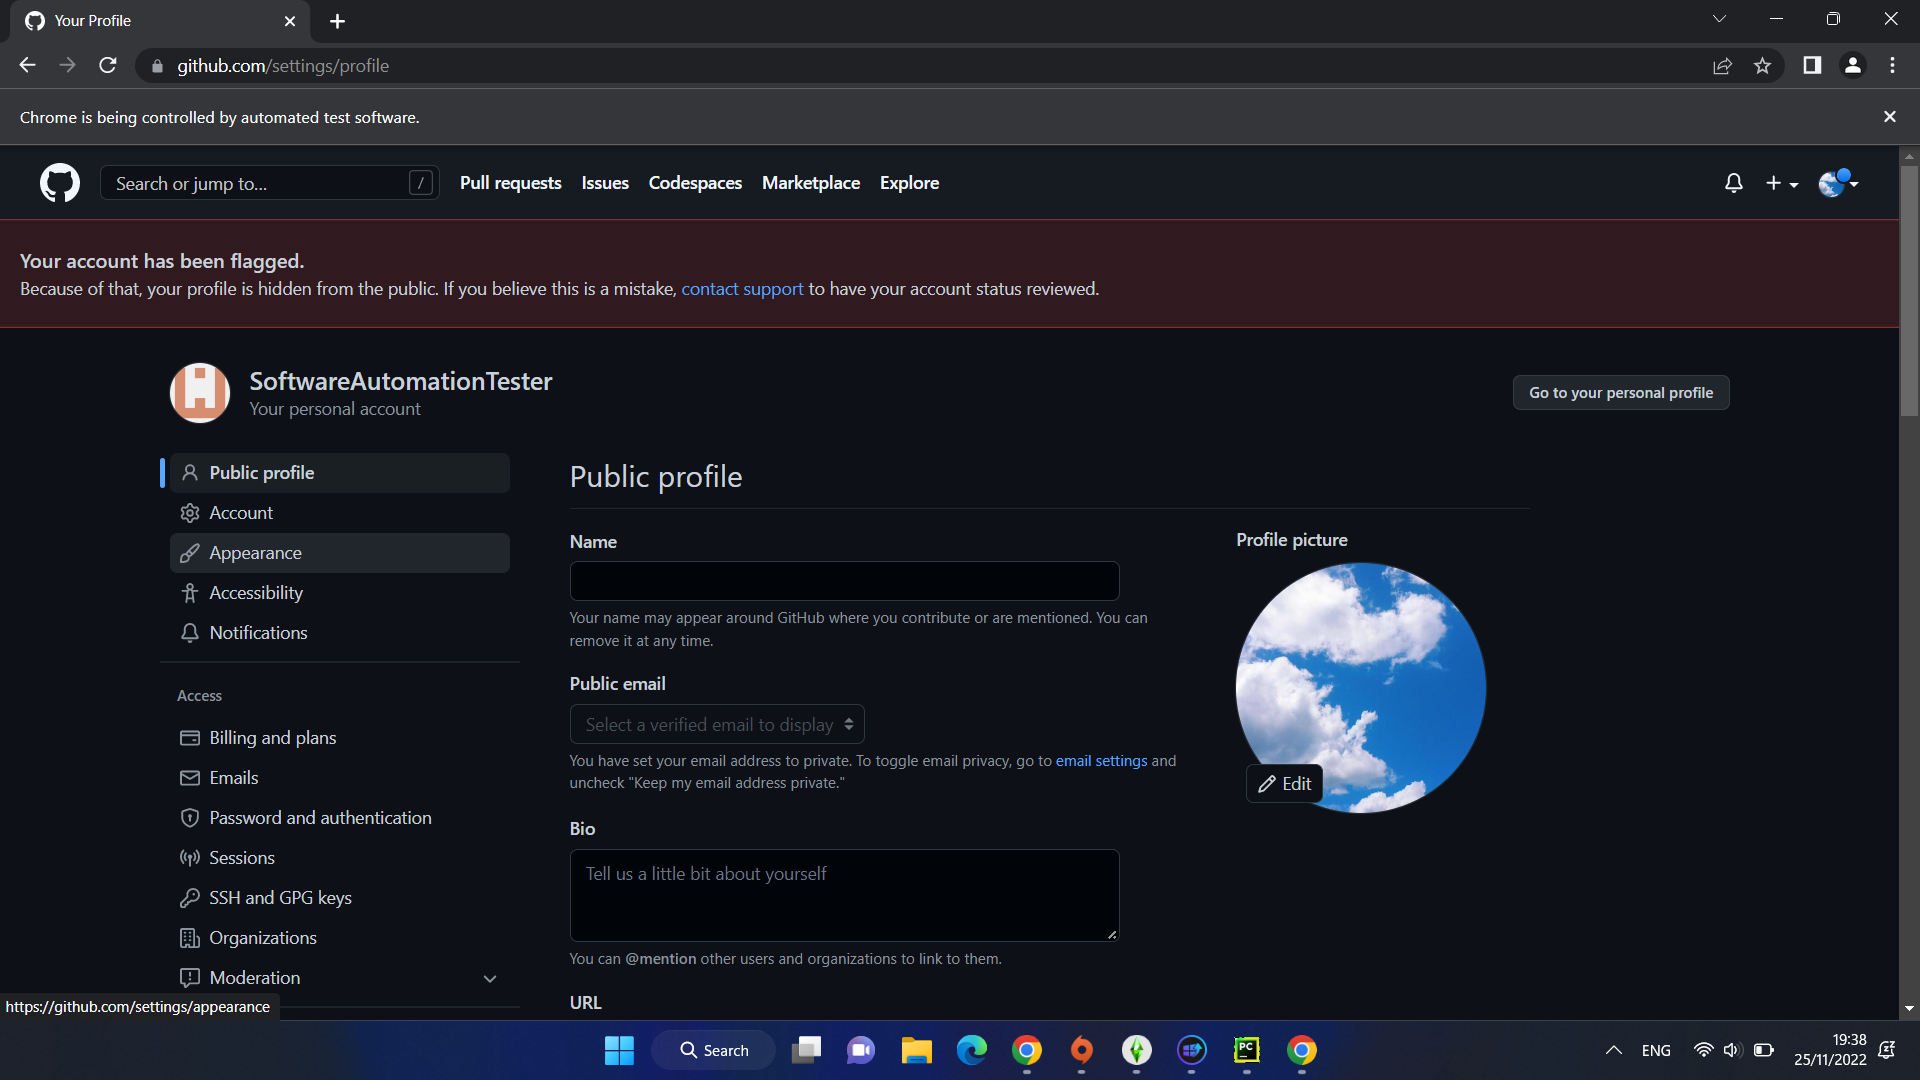 Your Profile
github.com/settings/profile
Chrome is being controlled by automated test software.
Search or jump to...
/
Pull requests
Issues
Codespaces
Marketplace
Explore
Your account has been flagged.
Because of that, your profile is hidden from the public. If you believe this is a mistake, contact support to have your account status reviewed.
SoftwareAutomationTester
Your personal account
Go to your personal profile
Public profile
Account
Appearance
Accessibility
Notifications
Access
Billing and plans
Emails
Password and authentication
Sessions
SSH and GPG keys
Organizations
Moderation
https://github.com/settings/appearance
Public profile
Name
Your name may appear around GitHub where you contribute or are mentioned. You can
remove it at any time.
Public email
Select a verified email to display
You have set your email address to private. To toggle email privacy, go to email settings and
uncheck "Keep my email address private."
Bio
Tell us a little bit about yourself
You can @mention other users and organizations to link to them.
URL
Profile picture
Edit
Search
PC
ENG
19:38
25/11/2022